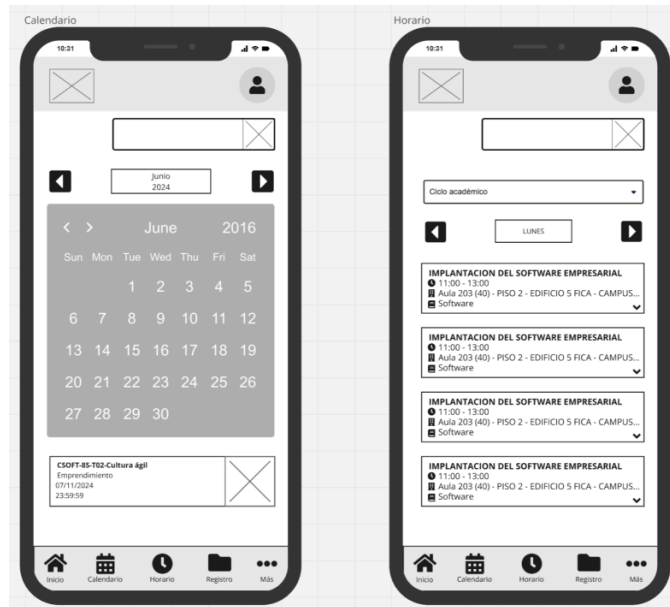 Calendario
10:31
Junio
2024
June 2016
Sun Mon Tue Wed Thu Fri Sat
1 2 3 4 5
6 7 8 9 10 11 12
13 14 15 16 17 18 19
20 21 22 23 24 25 26
27 28 29 30
CSOFT-8S-T02-Cultura ágil
Emprendimiento
07/11/2024
23:59:59
Inicio Calendario Horario Registro Más
Horario
10:31
Ciclo académico
LUNES
IMPLANTACION DEL SOFTWARE EMPRESARIAL
11:00 - 13:00
Aula 203 (40) - PISO 2 - EDIFICIO 5 FICA - CAMPUS...
Software
IMPLANTACION DEL SOFTWARE EMPRESARIAL
11:00 - 13:00
Aula 203 (40) - PISO 2 - EDIFICIO 5 FICA - CAMPUS...
Software
IMPLANTACION DEL SOFTWARE EMPRESARIAL
11:00 - 13:00
Aula 203 (40) - PISO 2 - EDIFICIO 5 FICA - CAMPUS...
Software
IMPLANTACION DEL SOFTWARE EMPRESARIAL
11:00 - 13:00
Aula 203 (40) - PISO 2 - EDIFICIO 5 FICA - CAMPUS...
Software
Inicio Calendario Horario Registro Más